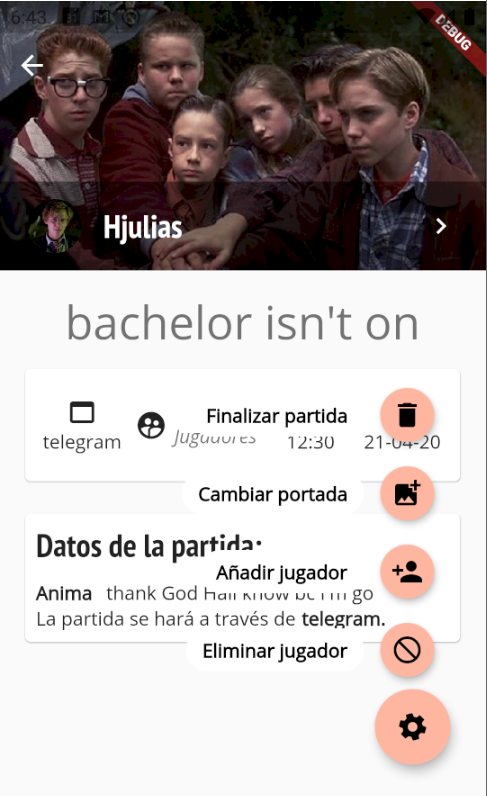 6:43
DEBUG
Hjulias
bachelor isn't on
Finalizar partida
telegram
Jugadores
12:30
21-04-20
Cambiar portada
Datos de la partida:
Añadir jugador
Anima thank God Hall know bc I'm go
La partida se hará a través de telegram.
Eliminar jugador